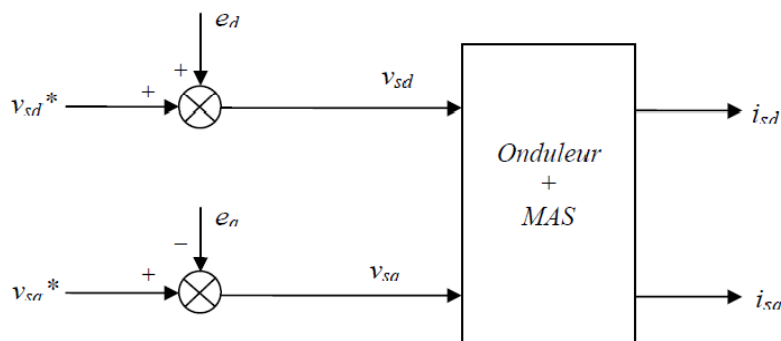 e_d
+
v_sd* + v_sd i_sd
Onduleur
+
MAS
e_q
−
v_sq* + v_sq i_sq